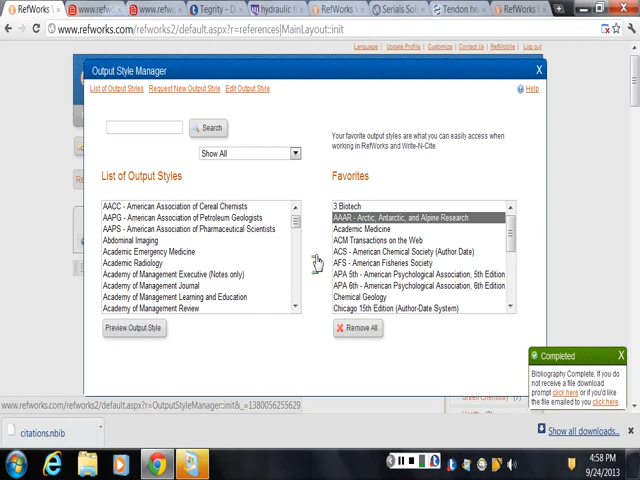 RefWorks
www.refworks
www.refworks
Tegrity - D
hydraulic f
RefWorks
Serials Solu
Tendon he
RefWorks
www.refworks.com/refworks2/default.aspx?r=references|MainLayout::init
Language | Update Profile | Customize | Contact Us | RefMobile | Log out
Output Style Manager
X
List of Output Styles
Request New Output Style
Edit Output Style
Help
Search
Show All
Your favorite output styles are what you can easily access when
working in RefWorks and Write-N-Cite.
List of Output Styles
Favorites
AACC - American Association of Cereal Chemists
AAPG - American Association of Petroleum Geologists
AAPS - American Association of Pharmaceutical Scientists
Abdominal Imaging
Academic Emergency Medicine
Academic Radiology
Academy of Management Executive (Notes only)
Academy of Management Journal
Academy of Management Learning and Education
Academy of Management Review
3 Biotech
AAAR - Arctic, Antarctic, and Alpine Research
Academic Medicine
ACM Transactions on the Web
ACS - American Chemical Society (Author Date)
AFS - American Fisheries Society
APA 5th - American Psychological Association, 5th Edition
APA 6th - American Psychological Association, 6th Edition
Chemical Geology
Chicago 15th Edition (Author-Date System)
Preview Output Style
Remove All
Completed
X
Bibliography Complete. If you do
not receive a file download
prompt click here or if you'd like
the file emailed to you click here.
Green Chemistry
www.refworks.com/refworks2/default.aspx?r=OutputStyleManager::init&_=1380056255629
citations.nbib
Show all downloads...
4:58 PM
9/24/2013